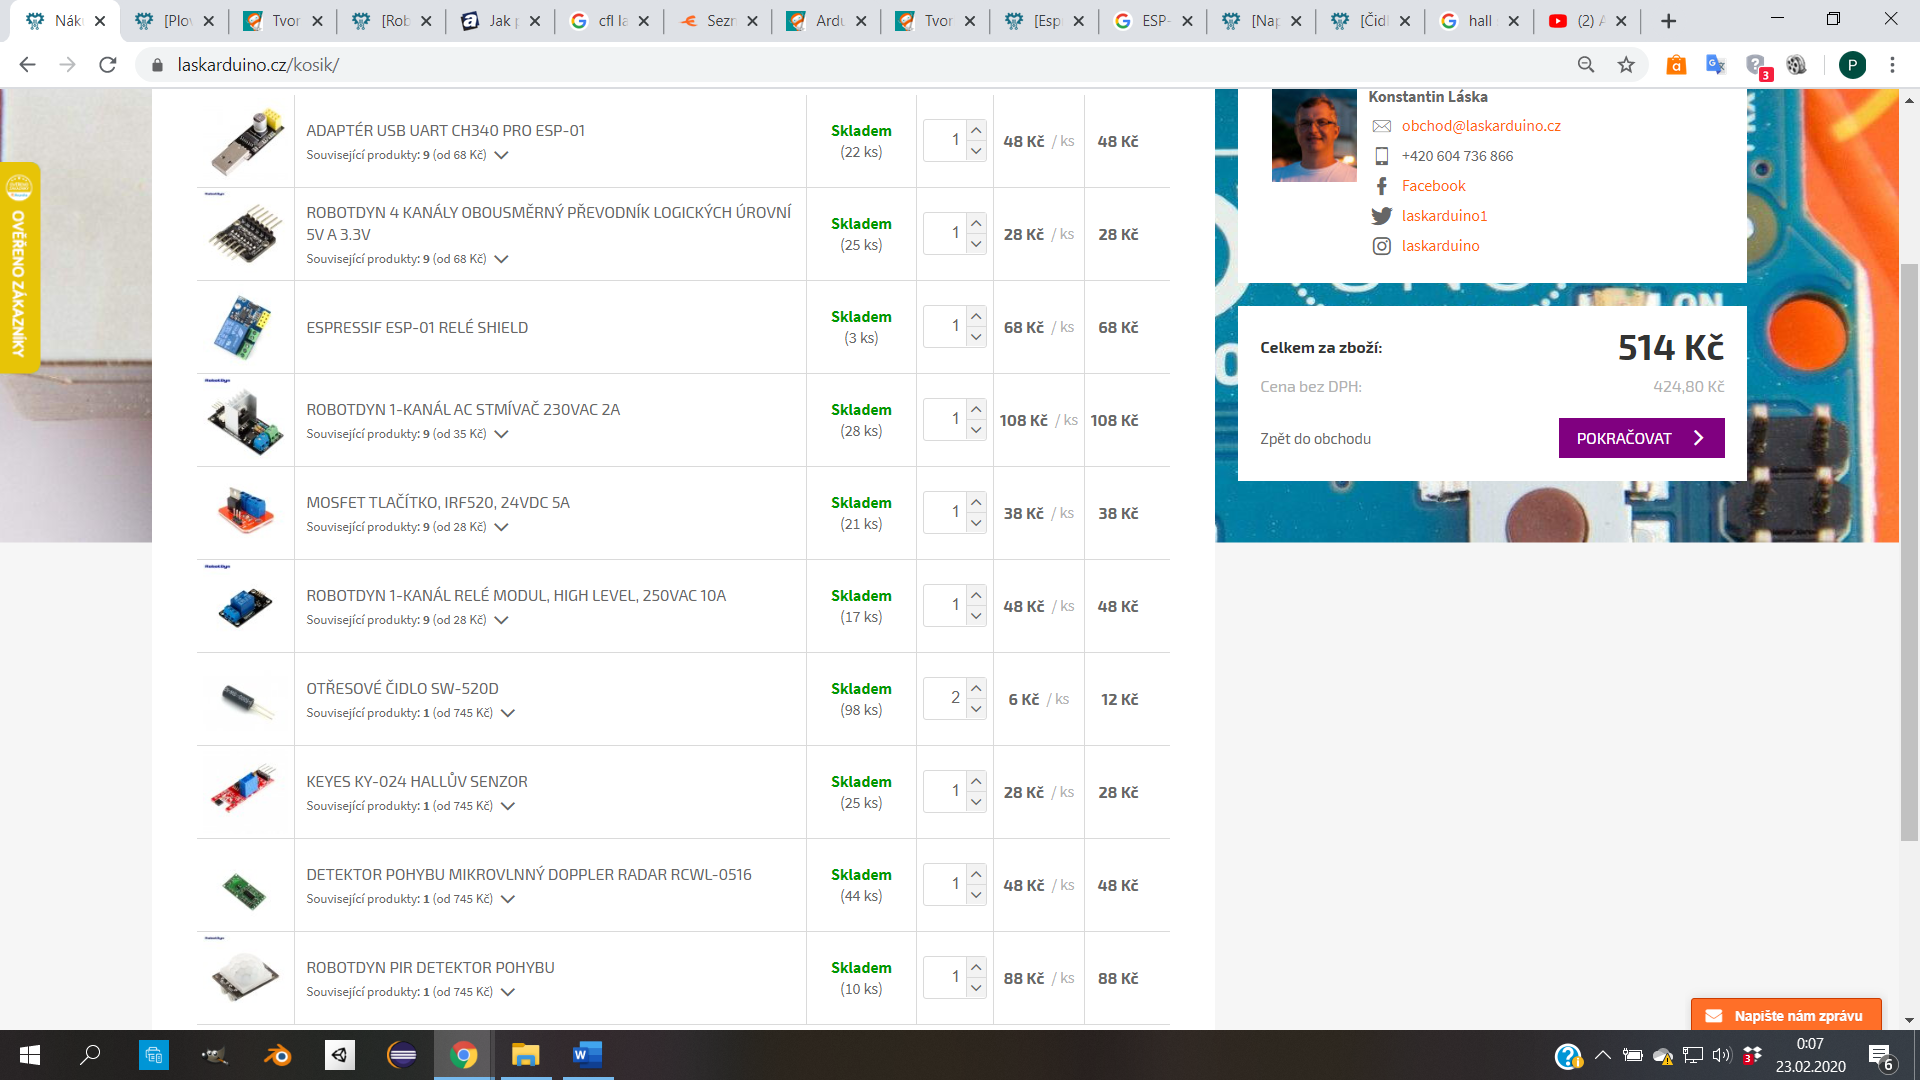 Nák
[Plov
Tvor
[Rob
Jak p
cfl la
Sezn
Ardu
Tvor
[Esp
ESP-
[Nap
[Čidl
hall
(2) A
laskarduino.cz/kosik/
3
P
OVĚŘENO ZÁKAZNÍKY
ADAPTÉR USB UART CH340 PRO ESP-01
Související produkty: 9 (od 68 Kč)
Skladem
(22 ks)
1
48 Kč / ks
48 Kč
ROBOTDYN 4 KANÁLY OBOUSMĚRNÝ PŘEVODNÍK LOGICKÝCH ÚROVNÍ
5V A 3.3V
Související produkty: 9 (od 68 Kč)
Skladem
(25 ks)
1
28 Kč / ks
28 Kč
ESPRESSIF ESP-01 RELÉ SHIELD
Skladem
(3 ks)
1
68 Kč / ks
68 Kč
ROBOTDYN 1-KANÁL AC STMÍVAČ 230VAC 2A
Související produkty: 9 (od 35 Kč)
Skladem
(28 ks)
1
108 Kč / ks
108 Kč
MOSFET TLAČÍTKO, IRF520, 24VDC 5A
Související produkty: 9 (od 28 Kč)
Skladem
(21 ks)
1
38 Kč / ks
38 Kč
ROBOTDYN 1-KANÁL RELÉ MODUL, HIGH LEVEL, 250VAC 10A
Související produkty: 9 (od 28 Kč)
Skladem
(17 ks)
1
48 Kč / ks
48 Kč
OTŘESOVÉ ČIDLO SW-520D
Související produkty: 1 (od 745 Kč)
Skladem
(98 ks)
2
6 Kč / ks
12 Kč
KEYES KY-024 HALLŮV SENZOR
Související produkty: 1 (od 745 Kč)
Skladem
(25 ks)
1
28 Kč / ks
28 Kč
DETEKTOR POHYBU MIKROVLNNÝ DOPPLER RADAR RCWL-0516
Související produkty: 1 (od 745 Kč)
Skladem
(44 ks)
1
48 Kč / ks
48 Kč
ROBOTDYN PIR DETEKTOR POHYBU
Související produkty: 1 (od 745 Kč)
Skladem
(10 ks)
1
88 Kč / ks
88 Kč
Konstantin Láska
obchod@laskarduino.cz
+420 604 736 866
Facebook
laskarduino1
laskarduino
ON
Celkem za zboží:
514 Kč
Cena bez DPH:
424,80 Kč
Zpět do obchodu
POKRAČOVAT
Napište nám zprávu
3
0:07
23.02.2020
6